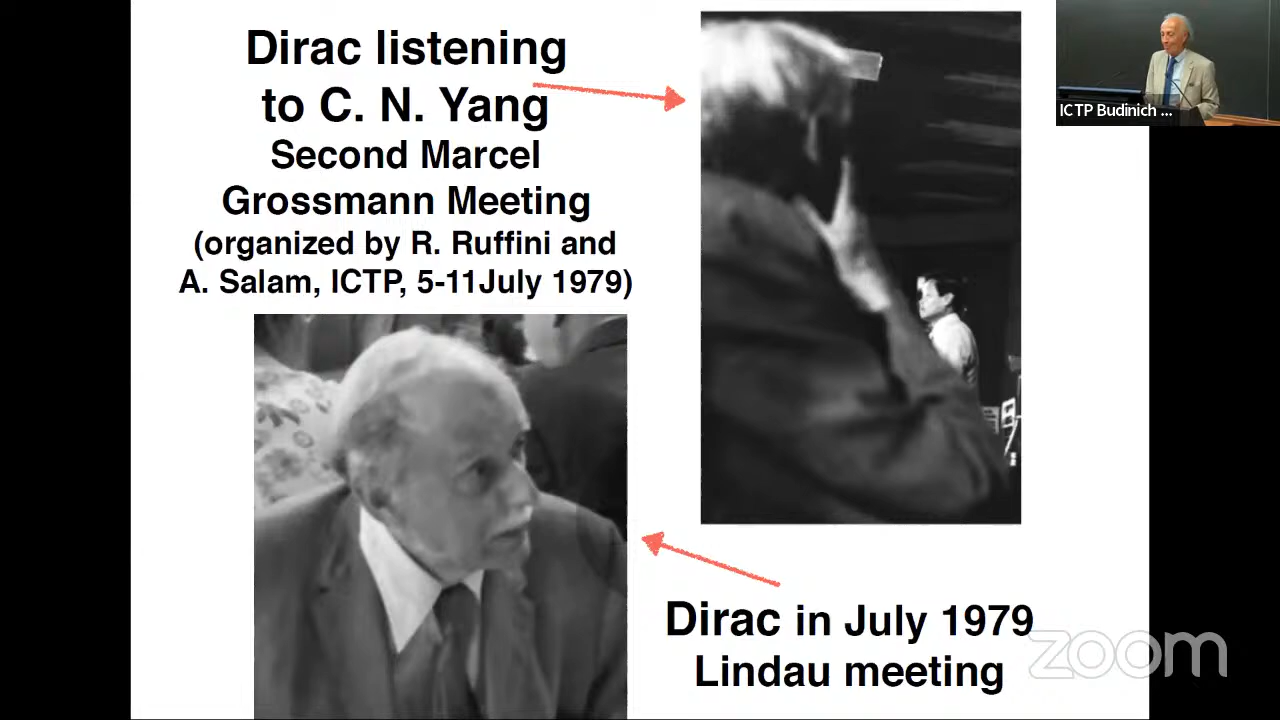 Dirac listening
to C. N. Yang
Second Marcel
Grossmann Meeting
(organized by R. Ruffini and
A. Salam, ICTP, 5-11July 1979)
ICTP Budinich ...
Dirac in July 1979
Lindau meeting
zoom